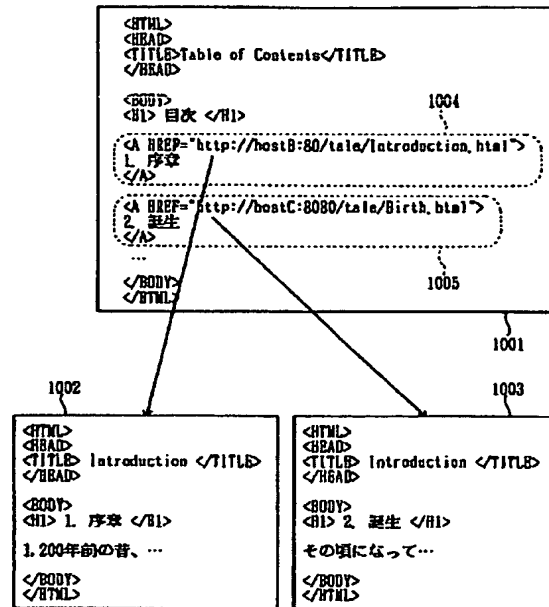 <HTML>
<HEAD>
<TITLE>Table of Contents</TITLE>
</HEAD>
<BODY>
<H1> 目次 </H1>
1004
<A HREF="http://hostB:80/tale/Introduction.html">
1. 序章
</A>
<A HREF="http://hostC:8080/tale/Birth.html">
2. 誕生
</A>
…
1005
</BODY>
</HTML>
1001
1002
<HTML>
<HEAD>
<TITLE> Introduction </TITLE>
</HEAD>
<BODY>
<H1> 1. 序章 </H1>
1,200年前の昔、…
</BODY>
</HTML>
1003
<HTML>
<HEAD>
<TITLE> Introduction </TITLE>
</HEAD>
<BODY>
<H1> 2. 誕生 </H1>
その頃になって…
</BODY>
</HTML>